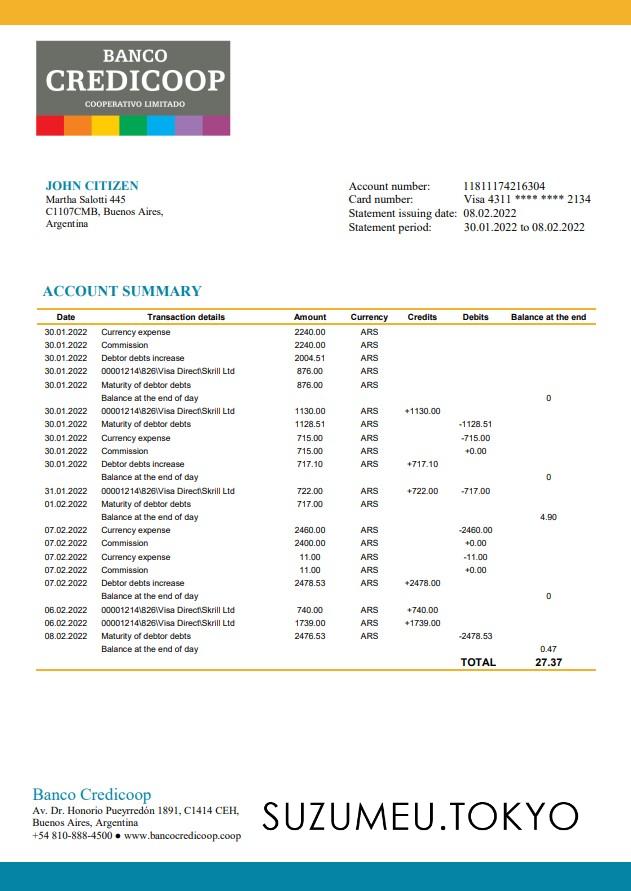 BANCO
CREDICOOP
COOPERATIVO LIMITADO
JOHN CITIZEN
Martha Salotti 445
C1107CMB, Buenos Aires,
Argentina
Account number: 11811174216304
Card number: Visa 4311 **** **** 2134
Statement issuing date: 08.02.2022
Statement period: 30.01.2022 to 08.02.2022
ACCOUNT SUMMARY
Date Transaction details Amount Currency Credits Debits Balance at the end
30.01.2022 Currency expense 2240.00 ARS
30.01.2022 Commission 2240.00 ARS
30.01.2022 Debtor debts increase 2004.51 ARS
30.01.2022 00001214\826\Visa Direct\Skrill Ltd 876.00 ARS
30.01.2022 Maturity of debtor debts 876.00 ARS
Balance at the end of day 0
30.01.2022 00001214\826\Visa Direct\Skrill Ltd 1130.00 ARS +1130.00
30.01.2022 Maturity of debtor debts 1128.51 ARS -1128.51
30.01.2022 Currency expense 715.00 ARS -715.00
30.01.2022 Commission 715.00 ARS +0.00
30.01.2022 Debtor debts increase 717.10 ARS +717.10
Balance at the end of day 0
31.01.2022 00001214\826\Visa Direct\Skrill Ltd 722.00 ARS +722.00 -717.00
01.02.2022 Maturity of debtor debts 717.00 ARS
Balance at the end of day 4.90
07.02.2022 Currency expense 2460.00 ARS -2460.00
07.02.2022 Commission 2400.00 ARS +0.00
07.02.2022 Currency expense 11.00 ARS -11.00
07.02.2022 Commission 11.00 ARS +0.00
07.02.2022 Debtor debts increase 2478.53 ARS +2478.00
Balance at the end of day 0
06.02.2022 00001214\826\Visa Direct\Skrill Ltd 740.00 ARS +740.00
06.02.2022 00001214\826\Visa Direct\Skrill Ltd 1739.00 ARS +1739.00
08.02.2022 Maturity of debtor debts 2476.53 ARS -2478.53
Balance at the end of day 0.47
TOTAL 27.37
Banco Credicoop
Av. Dr. Honorio Pueyrredón 1891, C1414 CEH,
Buenos Aires, Argentina
+54 810-888-4500 ● www.bancocredicoop.coop
SUZUMEU.TOKYO